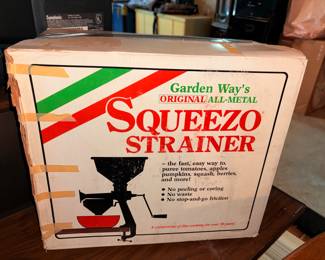 Garden Way's
ORIGINAL ALL-METAL
SQUEEZO
STRAINER
— the fast, easy way to
puree tomatoes, apples
pumpkins, squash, berries,
and more!
• No peeling or coring
• No waste
• No stop-and-go friction